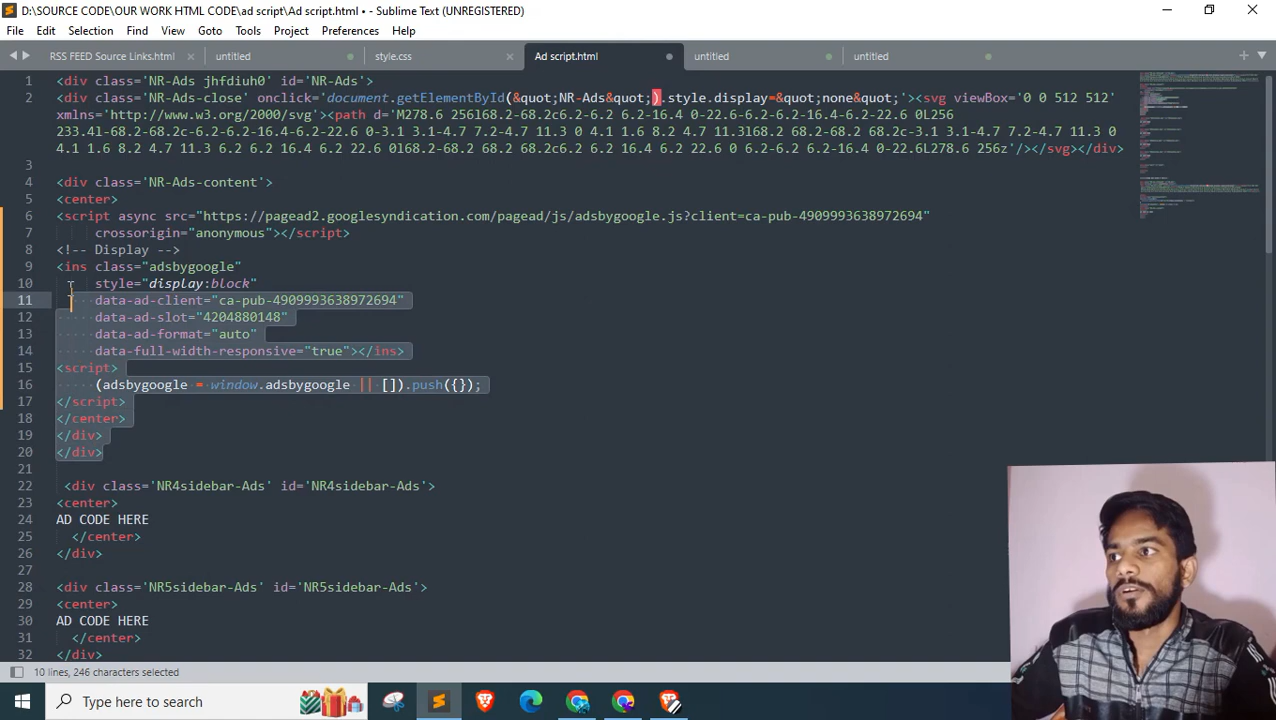 D:\SOURCE CODE\OUR WORK HTML CODE\ad script\Ad script.html • - Sublime Text (UNREGISTERED)
File Edit Selection Find View Goto Tools Project Preferences Help
RSS FEED Source Links.html untitled style.css Ad script.html untitled untitled
1 <div class='NR-Ads jhfdiuh0' id='NR-Ads'>
2 <div class='NR-Ads-close' onclick='document.getElementById(&quot;NR-Ads&quot;).style.display=&quot;none&quot;'><svg viewBox='0 0 512 512'
xmlns='http://www.w3.org/2000/svg'><path d='M278.6 256l68.2-68.2c6.2-6.2 6.2-16.4 0-22.6-6.2-6.2-16.4-6.2-22.6 0L256
233.4l-68.2-68.2c-6.2-6.2-16.4-6.2-22.6 0-3.1 3.1-4.7 7.2-4.7 11.3 0 4.1 1.6 8.2 4.7 11.3l68.2 68.2-68.2 68.2c-3.1 3.1-4.7 7.2-4.7 11.3 0
4.1 1.6 8.2 4.7 11.3 6.2 6.2 16.4 6.2 22.6 0l68.2-68.2 68.2 68.2c6.2 6.2 16.4 6.2 22.6 0 6.2-6.2 6.2-16.4 0-22.6L278.6 256z'/></svg></div>
3
4 <div class='NR-Ads-content'>
5 <center>
6 <script async src="https://pagead2.googlesyndication.com/pagead/js/adsbygoogle.js?client=ca-pub-4909993638972694"
7 crossorigin="anonymous"></script>
8 <!-- Display -->
9 <ins class="adsbygoogle"
10 style="display:block"
11 data-ad-client="ca-pub-4909993638972694"
12 data-ad-slot="4204880148"
13 data-ad-format="auto"
14 data-full-width-responsive="true"></ins>
15 <script>
16 (adsbygoogle = window.adsbygoogle || []).push({});
17 </script>
18 </center>
19 </div>
20 </div>
21
22 <div class='NR4sidebar-Ads' id='NR4sidebar-Ads'>
23 <center>
24 AD CODE HERE
25 </center>
26 </div>
27
28 <div class='NR5sidebar-Ads' id='NR5sidebar-Ads'>
29 <center>
30 AD CODE HERE
31 </center>
32 </div>
10 lines, 246 characters selected
Type here to search